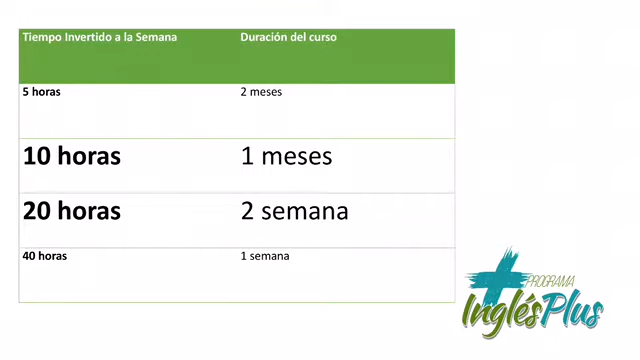 Tiempo Invertido a la Semana Duración del curso
5 horas 2 meses
10 horas 1 meses
20 horas 2 semana
40 horas 1 semana
PROGRAMA
InglésPlus